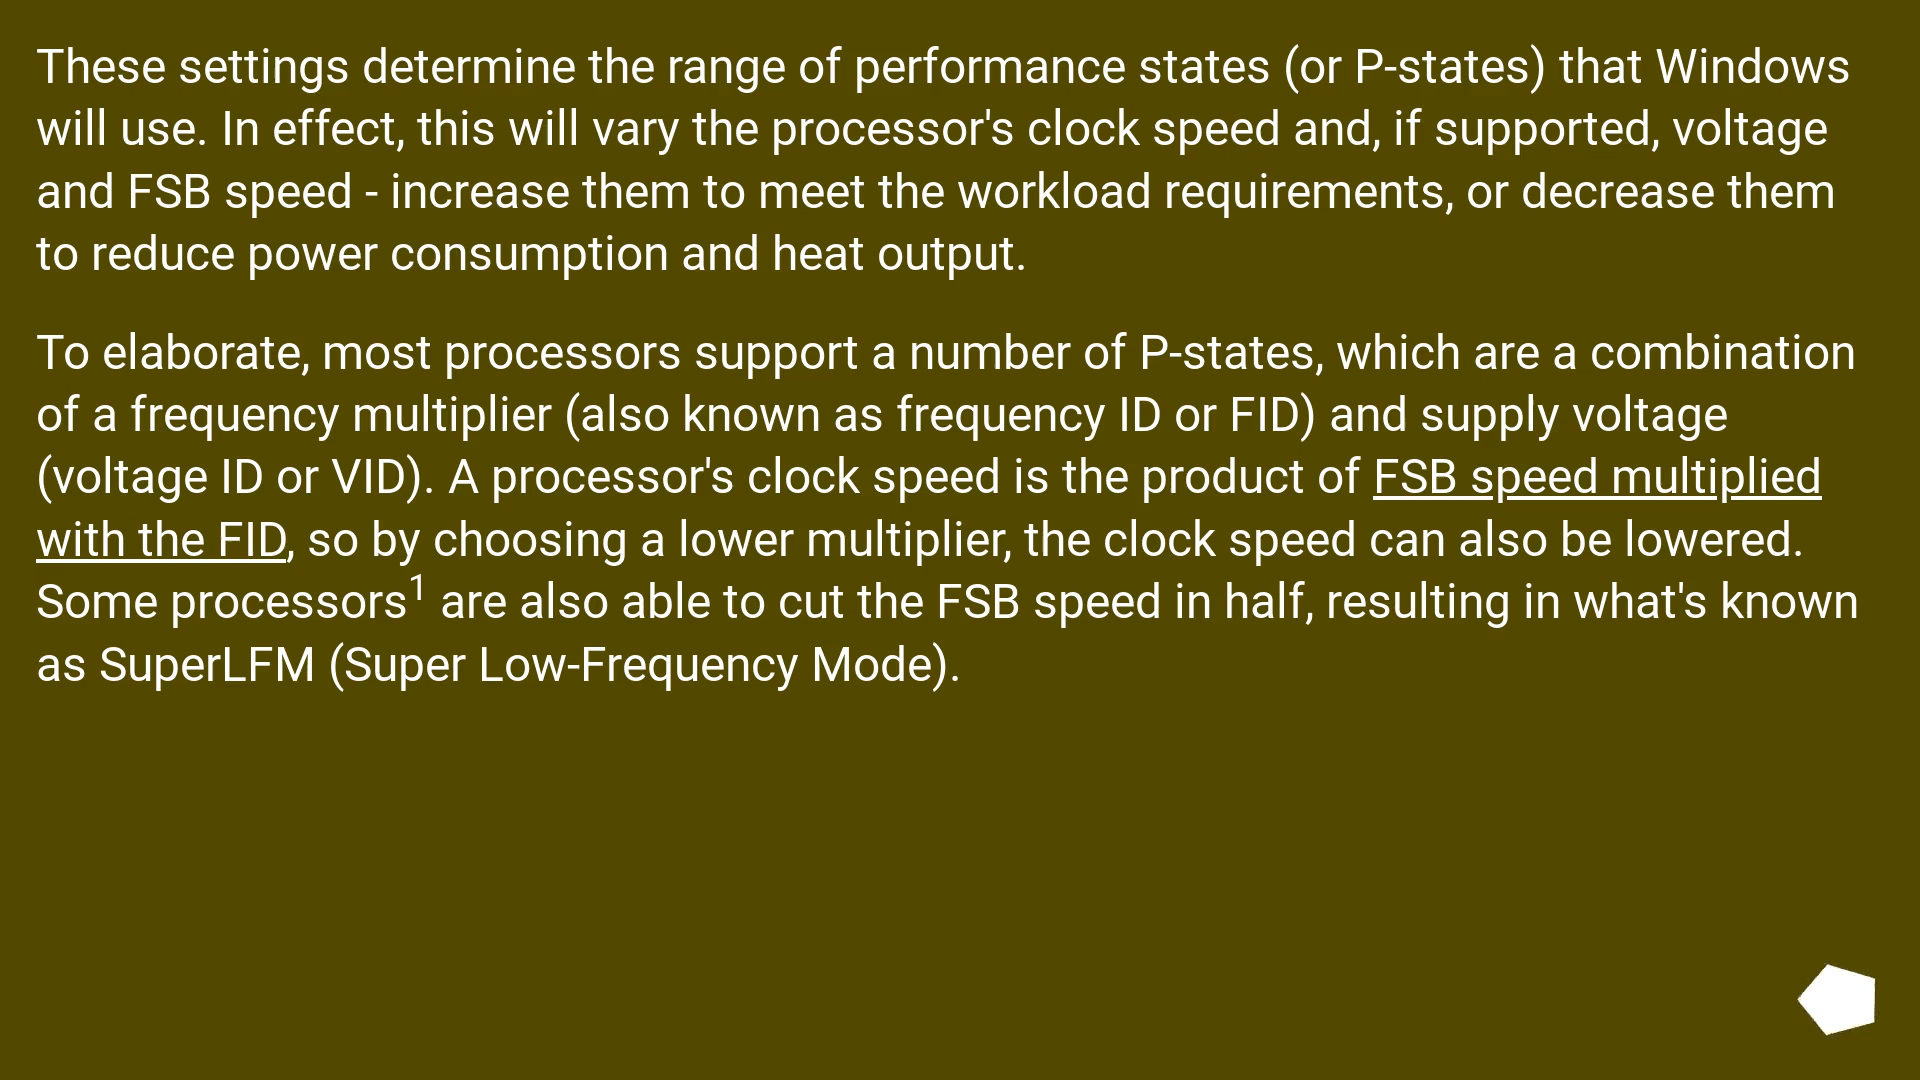 These settings determine the range of performance states (or P-states) that Windows
will use. In effect, this will vary the processor's clock speed and, if supported, voltage
and FSB speed - increase them to meet the workload requirements, or decrease them
to reduce power consumption and heat output.
To elaborate, most processors support a number of P-states, which are a combination
of a frequency multiplier (also known as frequency ID or FID) and supply voltage
(voltage ID or VID). A processor's clock speed is the product of FSB speed multiplied
with the FID, so by choosing a lower multiplier, the clock speed can also be lowered.
Some processors¹ are also able to cut the FSB speed in half, resulting in what's known
as SuperLFM (Super Low-Frequency Mode).